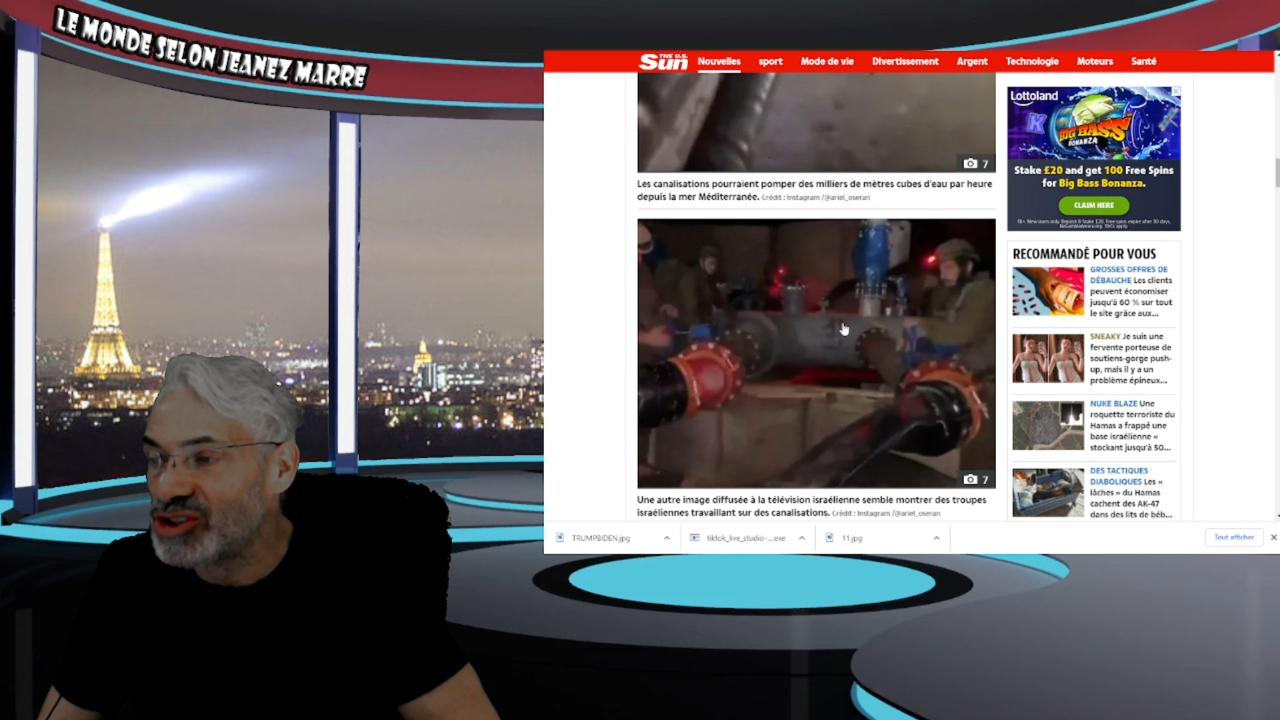 LE MONDE SELON JEANEZ MARRE
THE U.S. Sun
Nouvelles sport Mode de vie Divertissement Argent Technologie Moteurs Santé
7
Les canalisations pourraient pomper des milliers de mètres cubes d'eau par heure
depuis la mer Méditerranée. Crédit : Instagram /@ariel_oseran
7
Une autre image diffusée à la télévision israélienne semble montrer des troupes
israéliennes travaillant sur des canalisations. Crédit : Instagram /@ariel_oseran
Lottoland
BIG BASS
BONANZA
Stake £20 and get 100 Free Spins
for Big Bass Bonanza.
CLAIM HERE
RECOMMANDÉ POUR VOUS
GROSSES OFFRES DE
DÉBAUCHE Les clients
peuvent économiser
jusqu'à 60 % sur tout
le site grâce aux...
SNEAKY Je suis une
fervente porteuse de
soutiens-gorge push-
up, mais il y a un
problème épineux...
NUKE BLAZE Une
roquette terroriste du
Hamas a frappé une
base israélienne «
stockant jusqu'à 50...
DES TACTIQUES
DIABOLIQUES Les «
lâches » du Hamas
cachent des AK-47
dans des lits de béb...
TRUMPBIDEN.jpg
tiktok_live_studio-....exe
11.jpg
Tout afficher